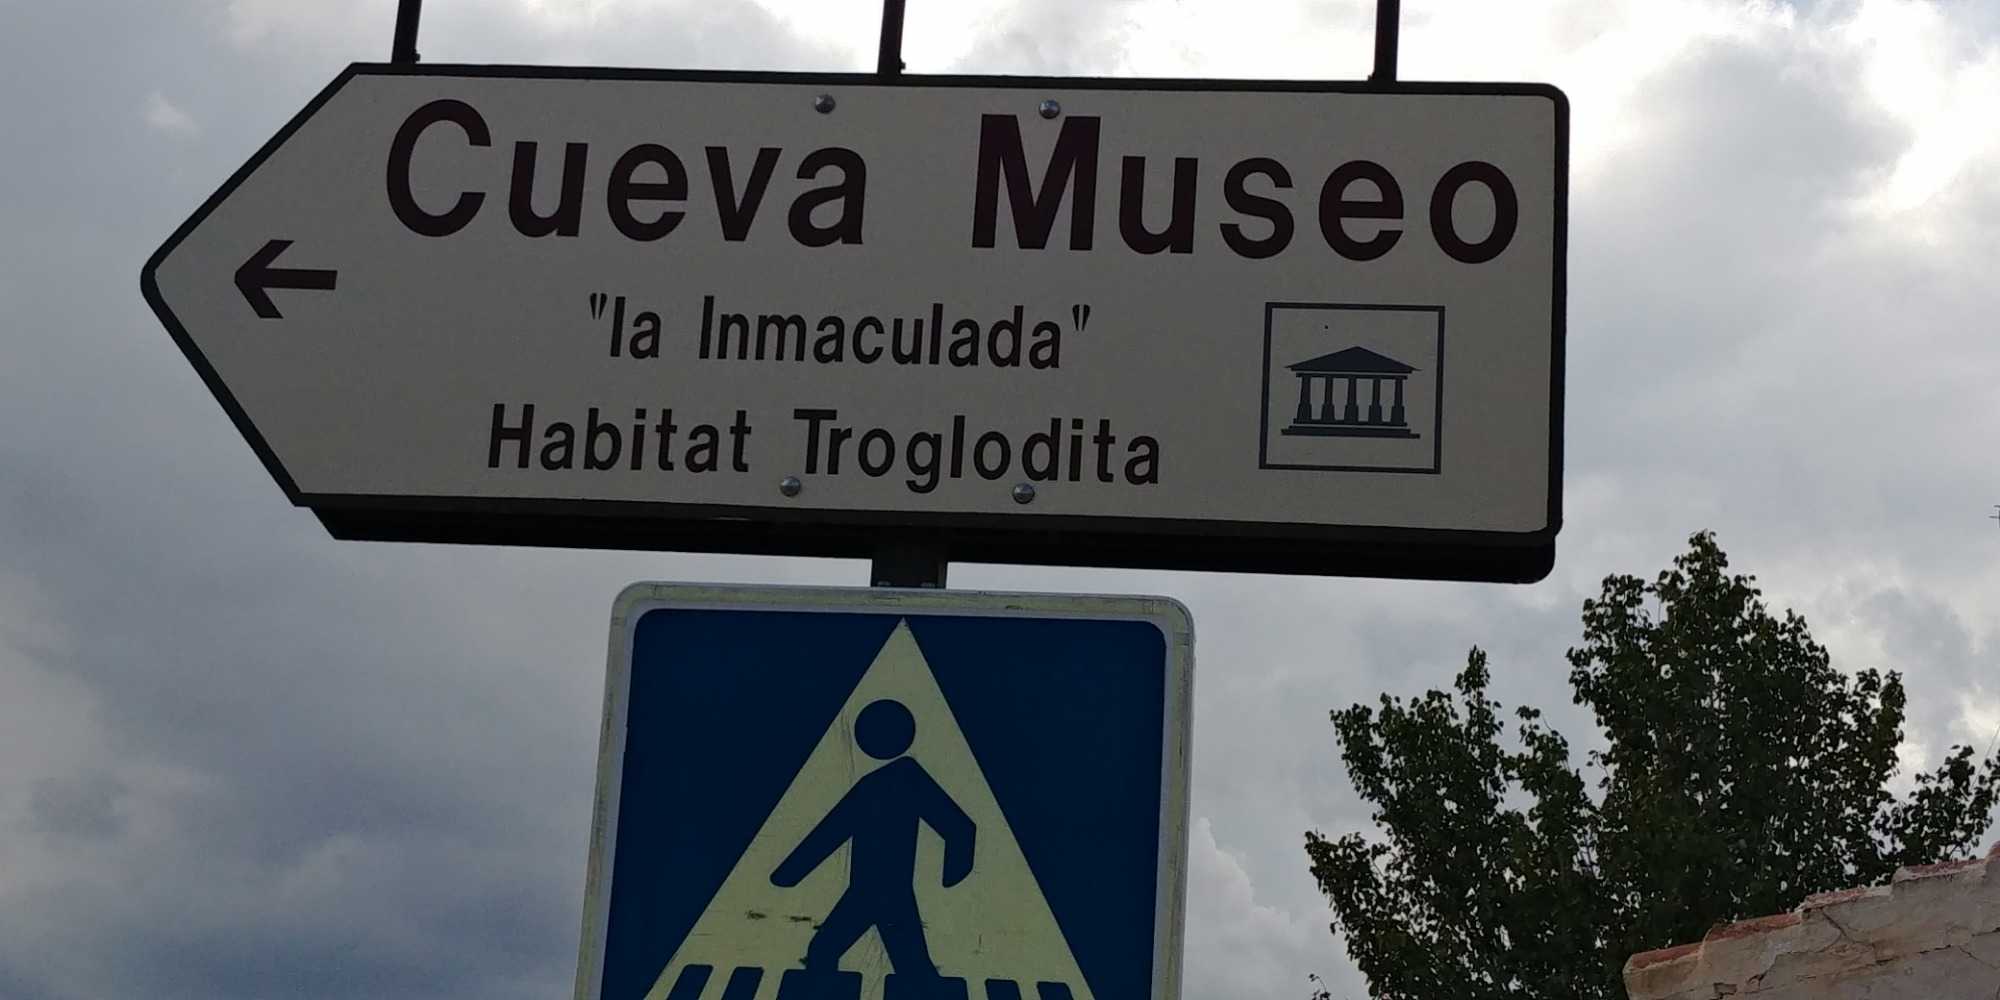 Cueva Museo
"la Inmaculada"
Habitat Troglodita